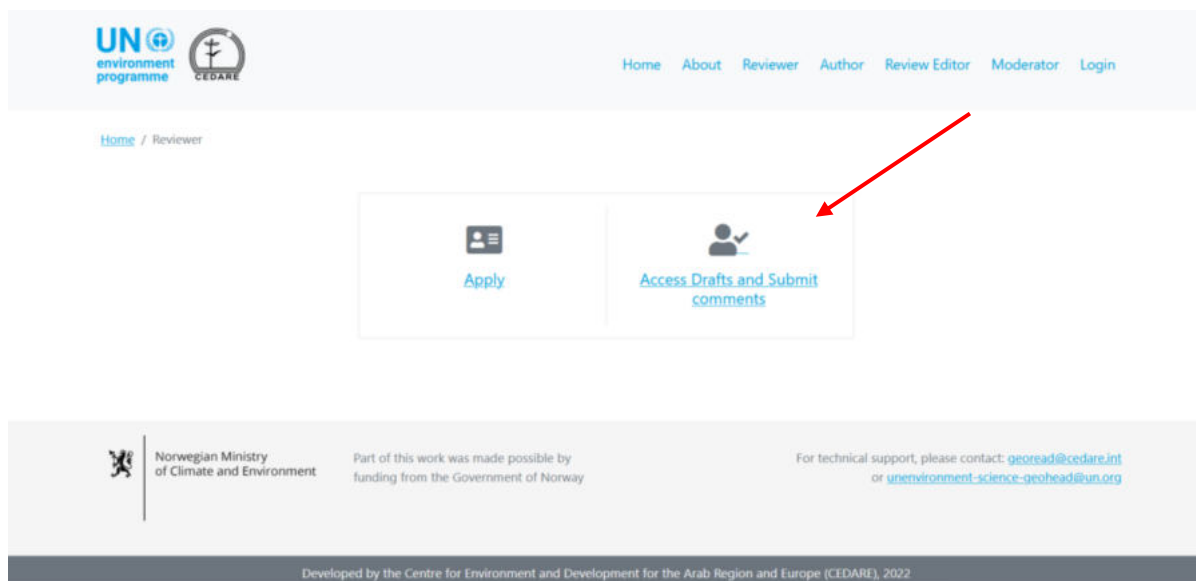 UN
environment
programme
CEDARE
Home About Reviewer Author Review Editor Moderator Login
Home / Reviewer
Apply
Access Drafts and Submit
comments
Norwegian Ministry
of Climate and Environment
Part of this work was made possible by
funding from the Government of Norway
For technical support, please contact: georead@cedare.int
or unenvironment-science-geohead@un.org
Developed by the Centre for Environment and Development for the Arab Region and Europe (CEDARE), 2022